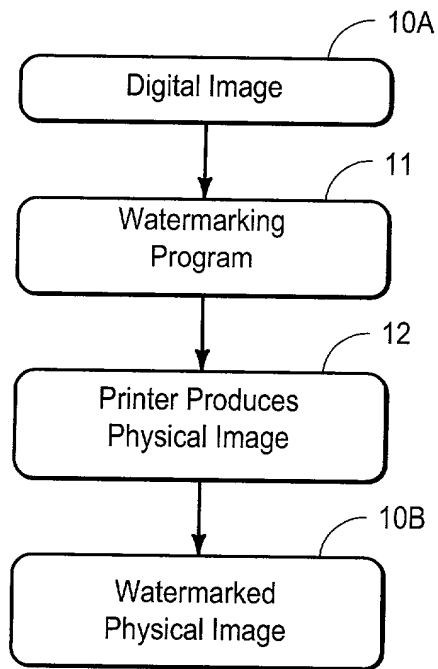 10A
Digital Image
11
Watermarking
Program
12
Printer Produces
Physical Image
10B
Watermarked
Physical Image